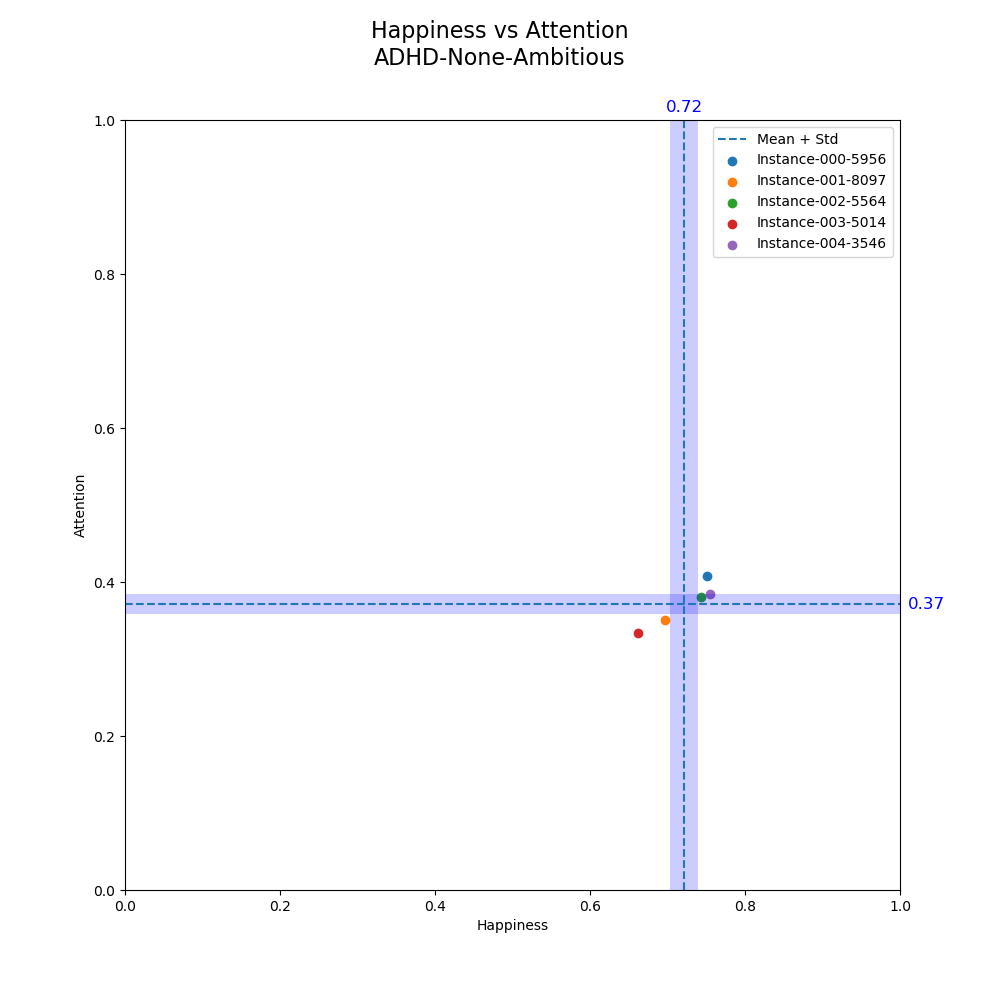 Happiness vs Attention
ADHD-None-Ambitious
0.72
1.0
Mean + Std
Instance-000-5956
Instance-001-8097
Instance-002-5564
Instance-003-5014
Instance-004-3546
0.8
0.6
Attention
0.4
0.37
0.2
0.0
0.0 0.2 0.4 0.6 0.8 1.0
Happiness